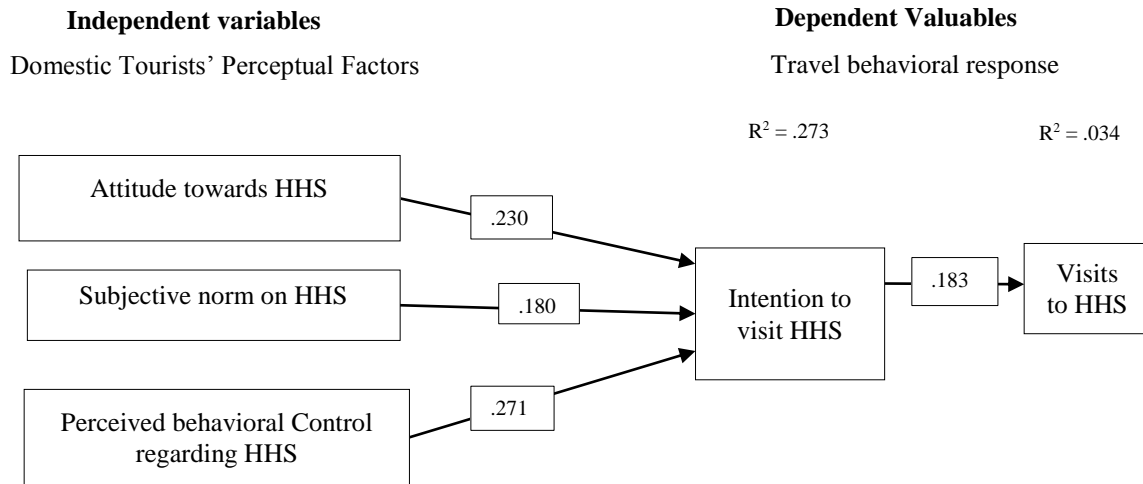 Independent variables
Dependent Valuables
Domestic Tourists' Perceptual Factors
Travel behavioral response
R² = .273
R² = .034
Attitude towards HHS
.230
Subjective norm on HHS
.180
Perceived behavioral Control
regarding HHS
.271
Intention to
visit HHS
.183
Visits
to HHS